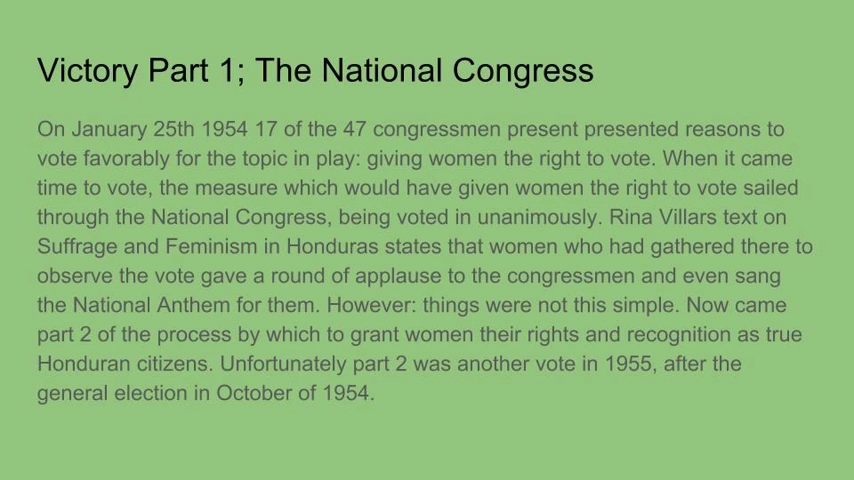 Victory Part 1; The National Congress
On January 25th 1954 17 of the 47 congressmen present presented reasons to
vote favorably for the topic in play: giving women the right to vote. When it came
time to vote, the measure which would have given women the right to vote sailed
through the National Congress, being voted in unanimously. Rina Villars text on
Suffrage and Feminism in Honduras states that women who had gathered there to
observe the vote gave a round of applause to the congressmen and even sang
the National Anthem for them. However: things were not this simple. Now came
part 2 of the process by which to grant women their rights and recognition as true
Honduran citizens. Unfortunately part 2 was another vote in 1955, after the
general election in October of 1954.